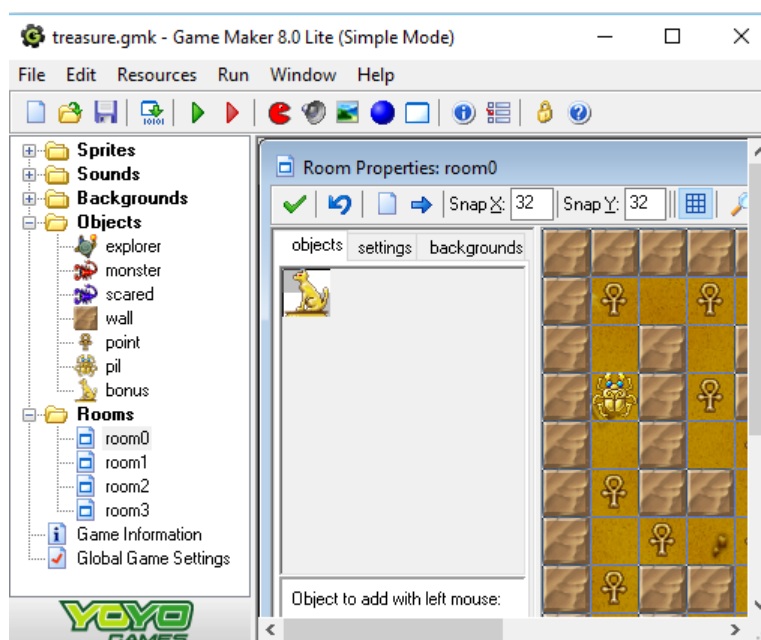 treasure.gmk - Game Maker 8.0 Lite (Simple Mode)
File Edit Resources Run Window Help
Sprites
Sounds
Backgrounds
Objects
explorer
monster
scared
wall
point
pil
bonus
Rooms
room0
room1
room2
room3
Game Information
Global Game Settings
YOYO
GAMES
Room Properties: room0
Snap X: 32 Snap Y: 32
objects settings backgrounds
Object to add with left mouse: